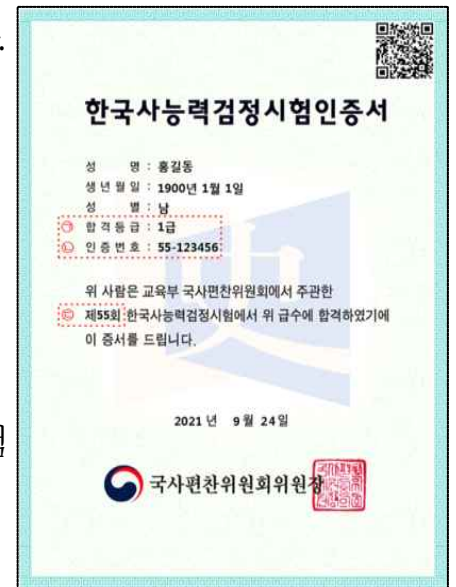 한국사능력검정시험인증서
성 명 : 홍길동
생 년 월 일 : 1900년 1월 1일
성 별 : 남
㉠ 합 격 등 급 : 1급
㉡ 인 증 번 호 : 55-123456
위 사람은 교육부 국사편찬위원회에서 주관한
㉢ 제55회 한국사능력검정시험에서 위 급수에 합격하였기에
이 증서를 드립니다.
史
2021 년 9 월 24 일
국사편찬위원회위원장